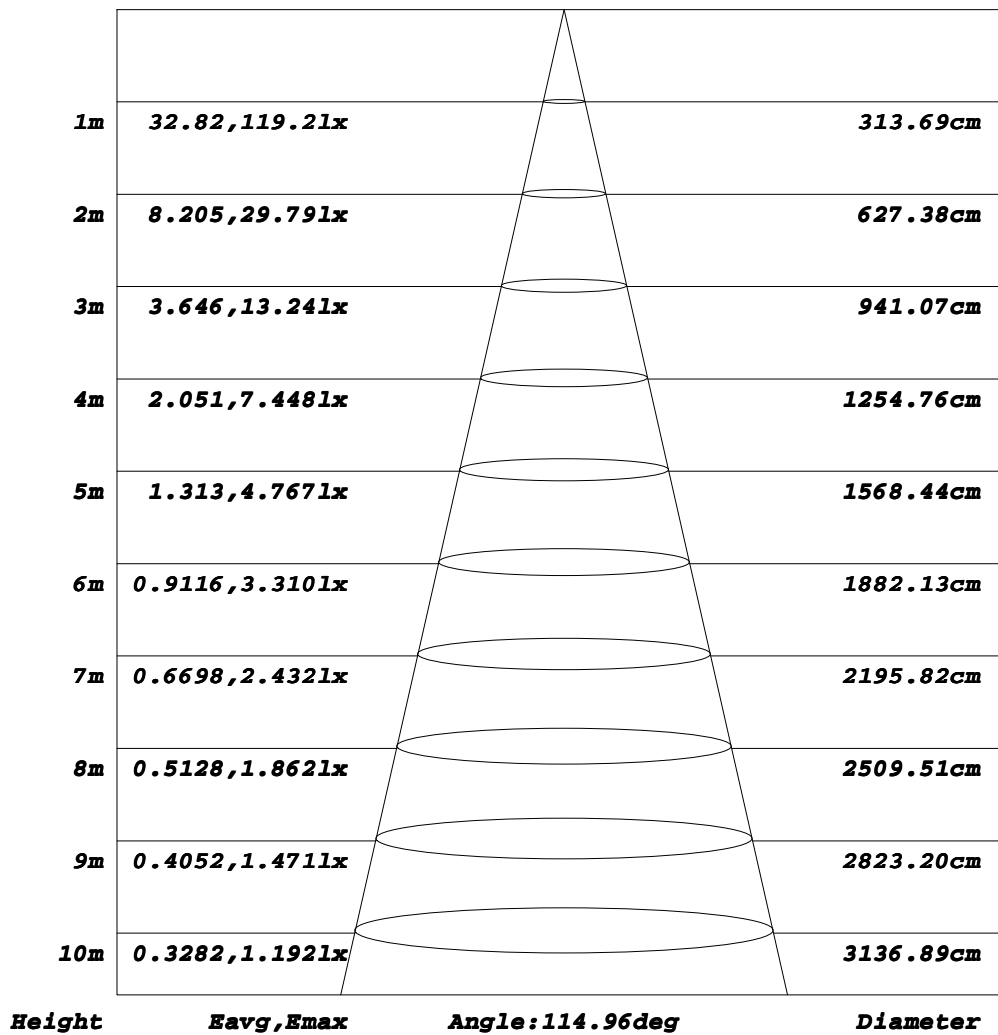 1m 32.82,119.2lx 313.69cm
2m 8.205,29.79lx 627.38cm
3m 3.646,13.24lx 941.07cm
4m 2.051,7.448lx 1254.76cm
5m 1.313,4.767lx 1568.44cm
6m 0.9116,3.310lx 1882.13cm
7m 0.6698,2.432lx 2195.82cm
8m 0.5128,1.862lx 2509.51cm
9m 0.4052,1.471lx 2823.20cm
10m 0.3282,1.192lx 3136.89cm
Height Eavg,Emax Angle:114.96deg Diameter